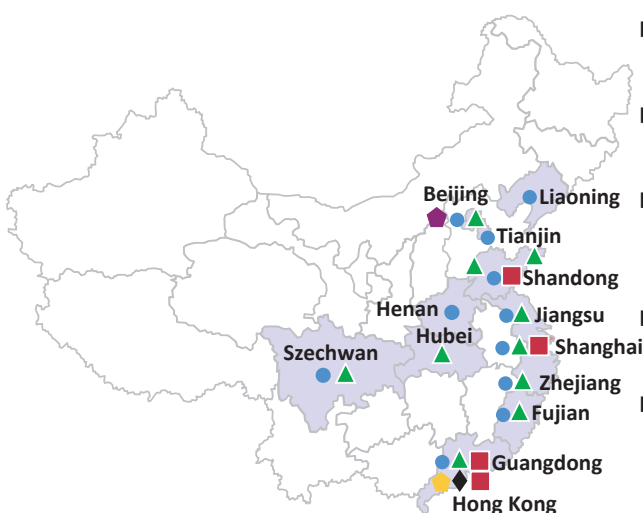 Beijing
Liaoning
Tianjin
Shandong
Henan
Jiangsu
Hubei
Shanghai
Szechwan
Zhejiang
Fujian
Guangdong
Hong Kong